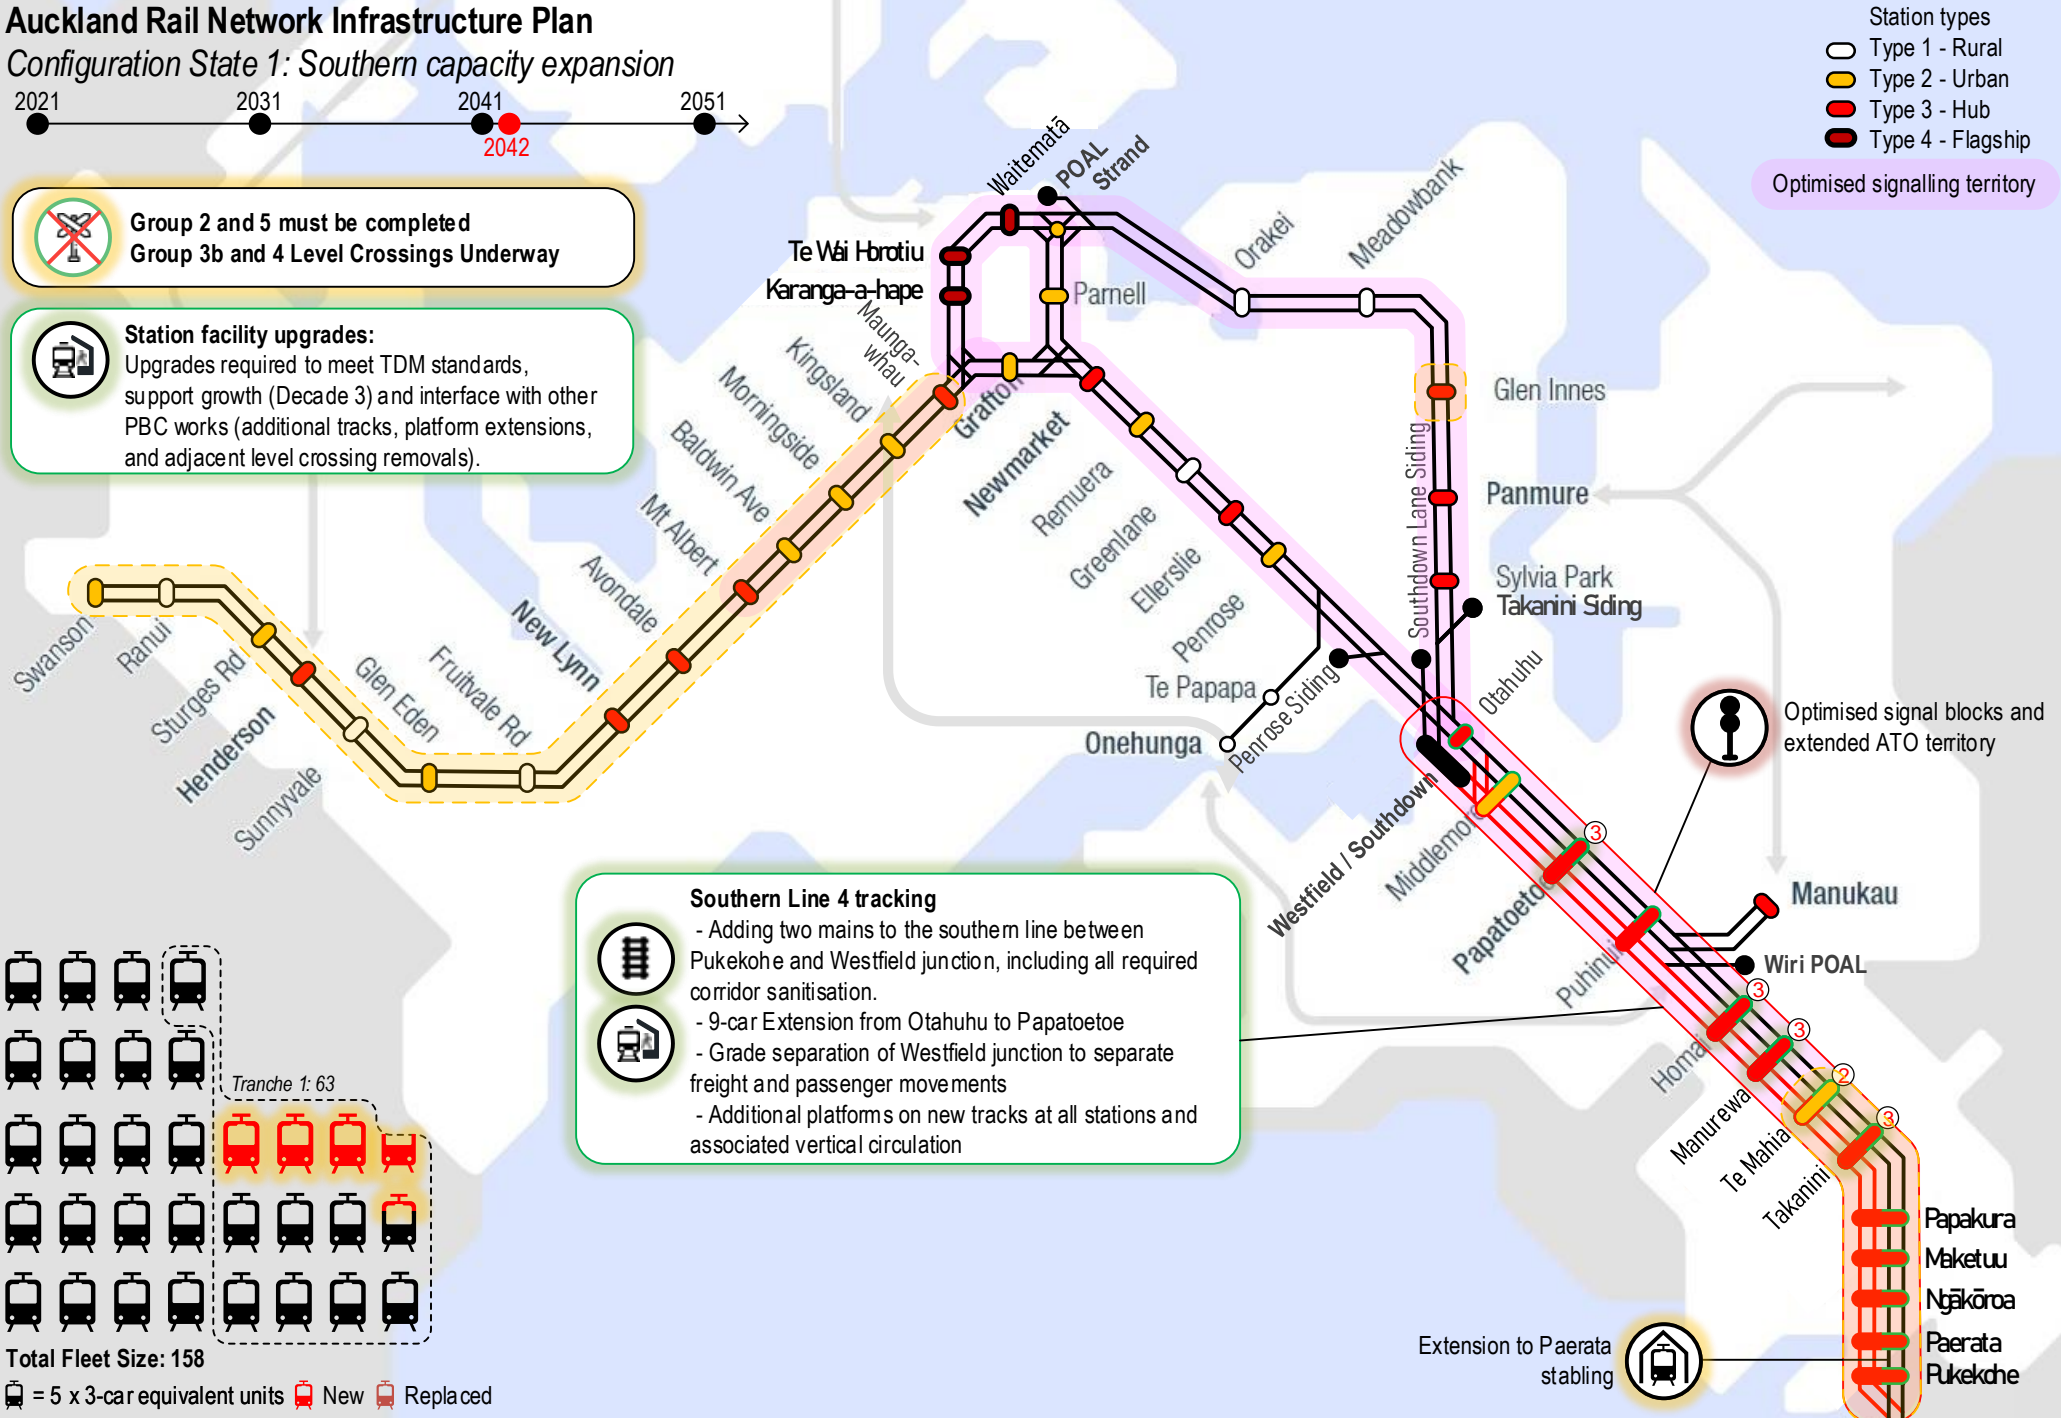 Auckland Rail Network Infrastructure Plan
Configuration State 1: Southern capacity expansion
2021
2031
2041
2051
2042
Station types
Type 1 - Rural
Type 2 - Urban
Type 3 - Hub
Type 4 - Flagship
Optimised signalling territory
Group 2 and 5 must be completed
Group 3b and 4 Level Crossings Underway
Station facility upgrades:
Upgrades required to meet TDM standards,
support growth (Decade 3) and interface with other
PBC works (additional tracks, platform extensions,
and adjacent level crossing removals).
Waitematā
POAL
Strand
Te Wai Horotiu
Karanga-a-hape
Maunga-
whau
Parnell
Orakei
Meadowbank
Kingsland
Morningside
Baldwin Ave
Mt Albert
Avondale
New Lynn
Fruitvale Rd
Glen Eden
Sunnyvale
Henderson
Sturges Rd
Ranui
Swanson
Grafton
Newmarket
Remuera
Greenlane
Ellerslie
Penrose
Te Papapa
Onehunga
Penrose Siding
Southdown Lane Siding
Glen Innes
Panmure
Sylvia Park
Takanini Siding
Otahuhu
Westfield / Southdown
Middlemore
Papatoetoe
3
Puhinui
Optimised signal blocks and
extended ATO territory
Manukau
Wiri POAL
Homai
3
Manurewa
3
Te Mahia
2
Takanini
3
Papakura
Maketuu
Ngākōroa
Paerata
Pukekohe
Southern Line 4 tracking
- Adding two mains to the southern line between
Pukekohe and Westfield junction, including all required
corridor sanitisation.
- 9-car Extension from Otahuhu to Papatoetoe
- Grade separation of Westfield junction to separate
freight and passenger movements
- Additional platforms on new tracks at all stations and
associated vertical circulation
Extension to Paerata
stabling
Tranche 1: 63
Total Fleet Size: 158
= 5 x 3-car equivalent units
New
Replaced